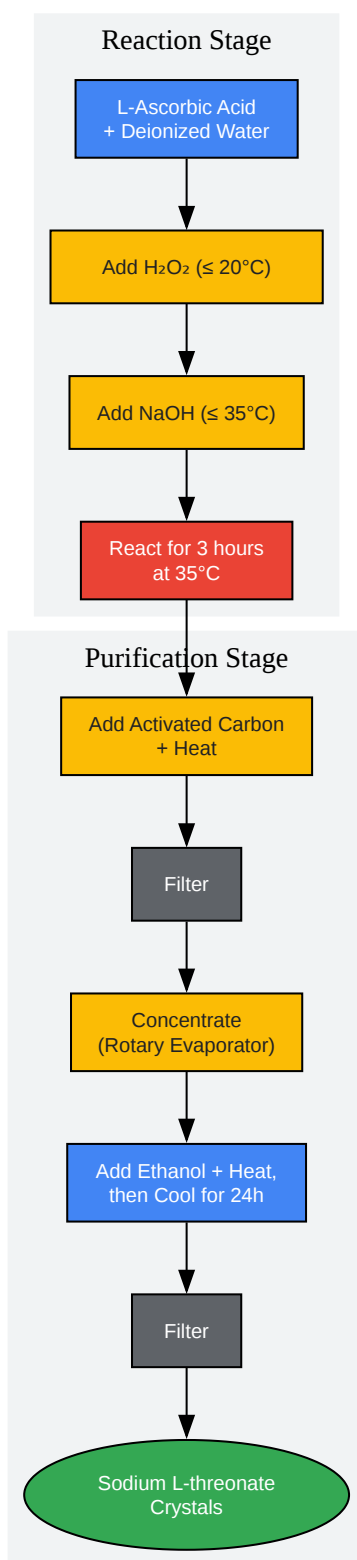 Reaction Stage
L-Ascorbic Acid
+ Deionized Water
Add H₂O₂ (≤ 20°C)
Add NaOH (≤ 35°C)
React for 3 hours
at 35°C
Purification Stage
Add Activated Carbon
+ Heat
Filter
Concentrate
(Rotary Evaporator)
Add Ethanol + Heat,
then Cool for 24h
Filter
Sodium L-threonate
Crystals